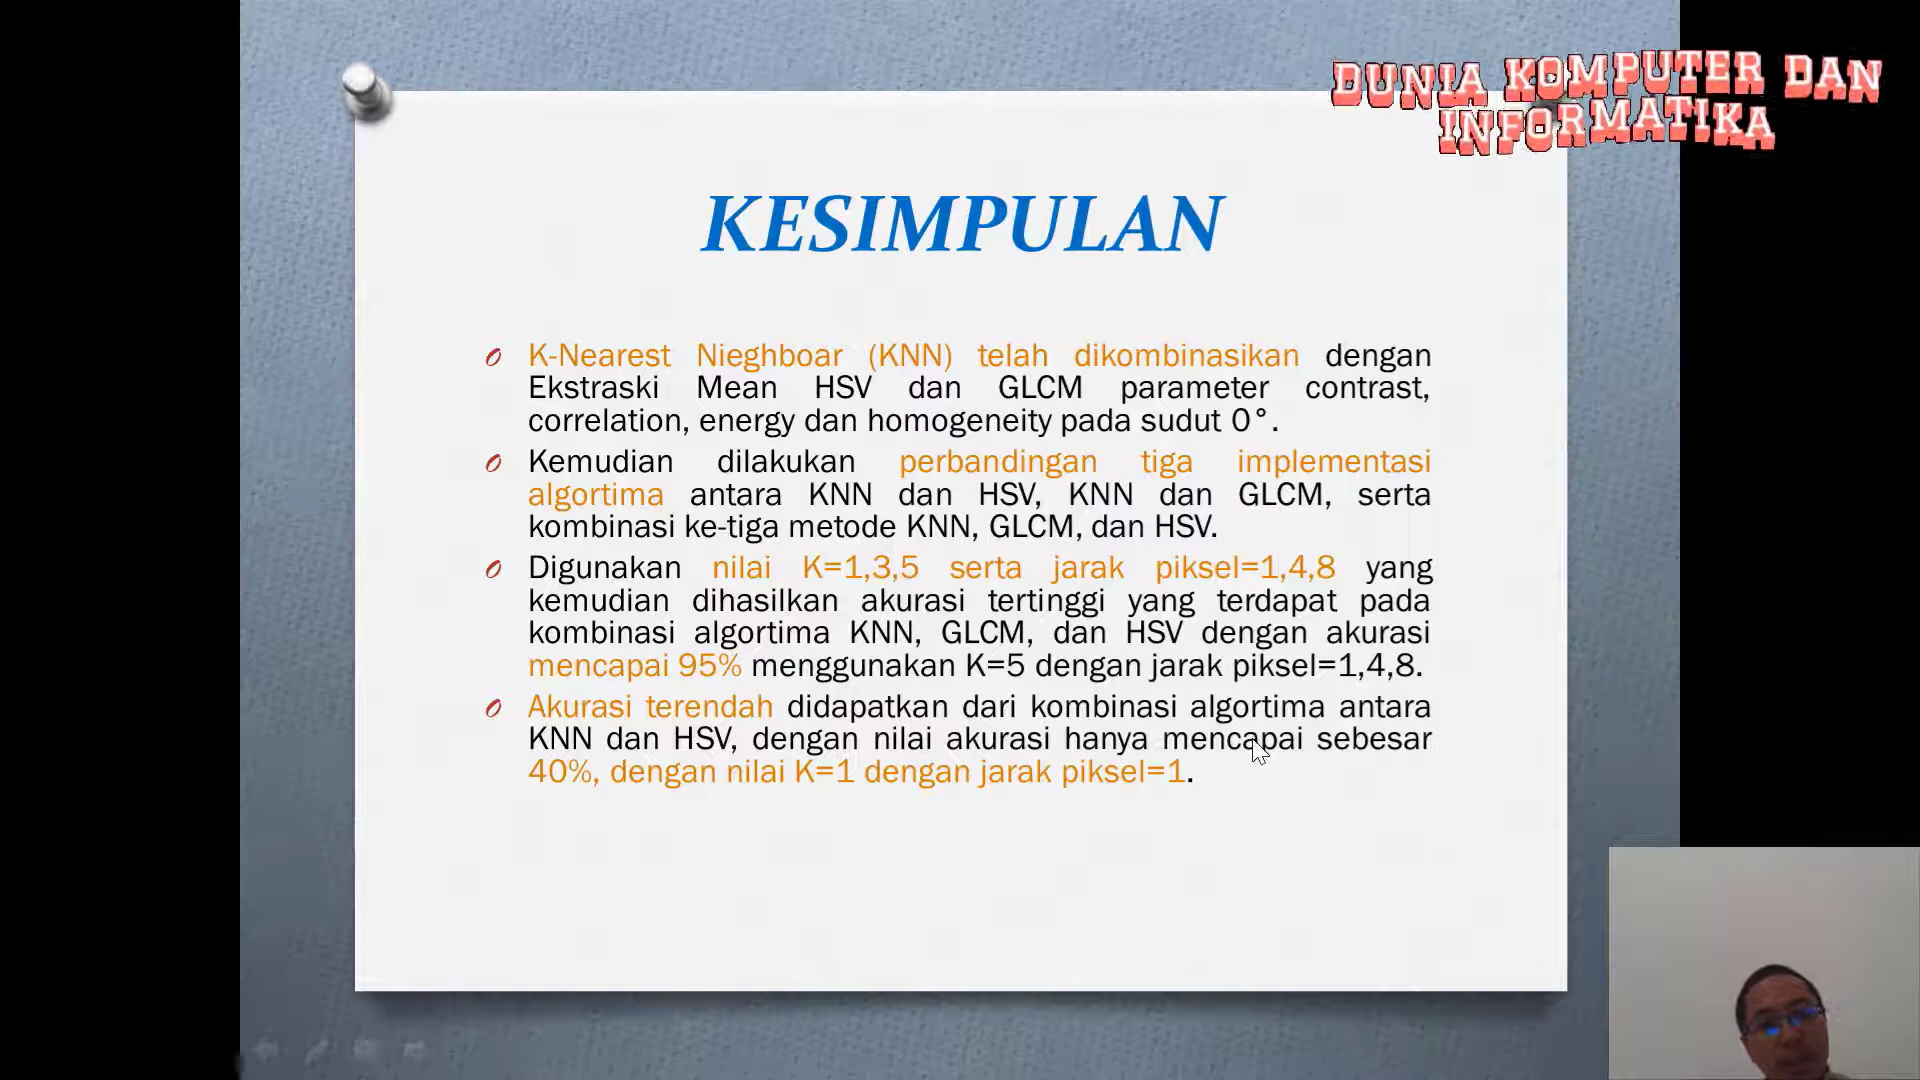 DUNIA KOMPUTER DAN
INFORMATIKA
KESIMPULAN
K-Nearest Nieghboar (KNN) telah dikombinasikan dengan
Ekstraski Mean HSV dan GLCM parameter contrast,
correlation, energy dan homogeneity pada sudut 0°.
Kemudian dilakukan perbandingan tiga implementasi
algortima antara KNN dan HSV, KNN dan GLCM, serta
kombinasi ke-tiga metode KNN, GLCM, dan HSV.
Digunakan nilai K=1,3,5 serta jarak piksel=1,4,8 yang
kemudian dihasilkan akurasi tertinggi yang terdapat pada
kombinasi algortima KNN, GLCM, dan HSV dengan akurasi
mencapai 95% menggunakan K=5 dengan jarak piksel=1,4,8.
Akurasi terendah didapatkan dari kombinasi algortima antara
KNN dan HSV, dengan nilai akurasi hanya mencapai sebesar
40%, dengan nilai K=1 dengan jarak piksel=1.